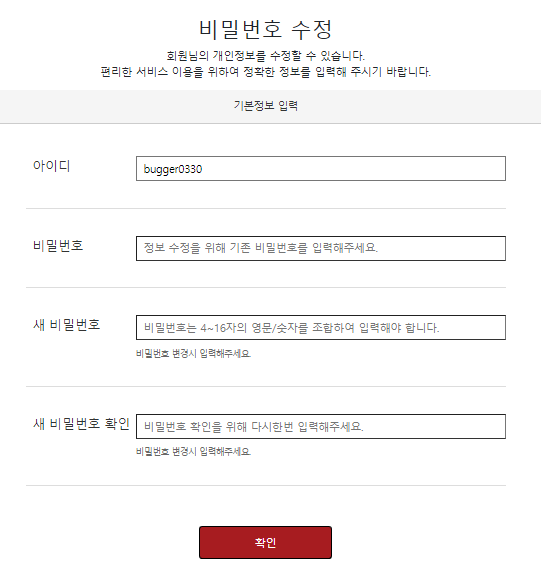 비밀번호 수정
회원님의 개인정보를 수정할 수 있습니다.
편리한 서비스 이용을 위하여 정확한 정보를 입력해 주시기 바랍니다.
기본정보 입력
아이디
bugger0330
비밀번호
정보 수정을 위해 기존 비밀번호를 입력해주세요.
새 비밀번호
비밀번호는 4~16자의 영문/숫자를 조합하여 입력해야 합니다.
비밀번호 변경시 입력해주세요.
새 비밀번호 확인
비밀번호 확인을 위해 다시한번 입력해주세요.
비밀번호 변경시 입력해주세요.
확인